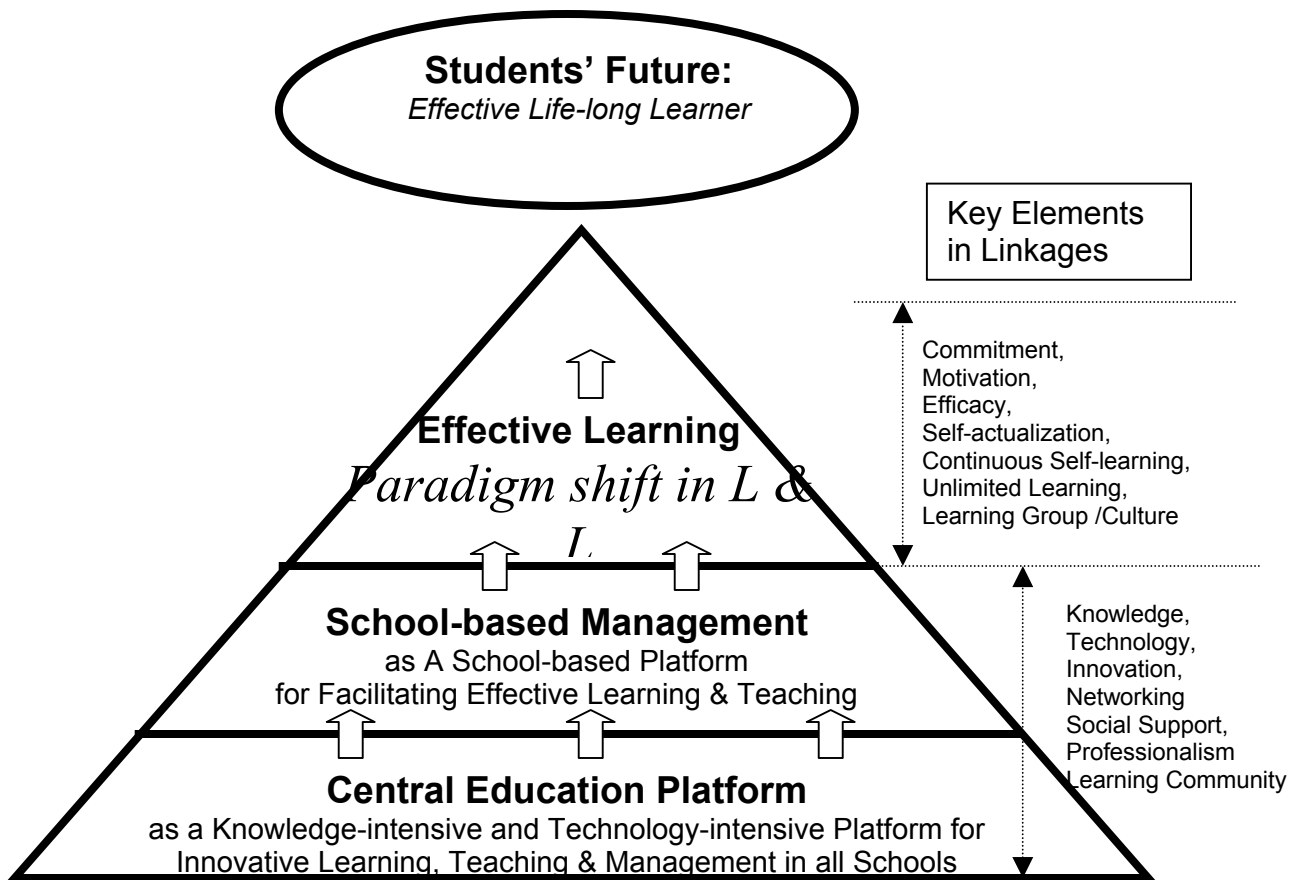 Students’ Future:
Effective Life-long Learner
Key Elements
in Linkages
Commitment,
Motivation,
Efficacy,
Self-actualization,
Continuous Self-learning,
Unlimited Learning,
Learning Group /Culture
Effective Learning
Paradigm shift in L &
L
School-based Management
as A School-based Platform
for Facilitating Effective Learning & Teaching
Knowledge,
Technology,
Innovation,
Networking
Social Support,
Professionalism
Learning Community
Central Education Platform
as a Knowledge-intensive and Technology-intensive Platform for
Innovative Learning, Teaching & Management in all Schools